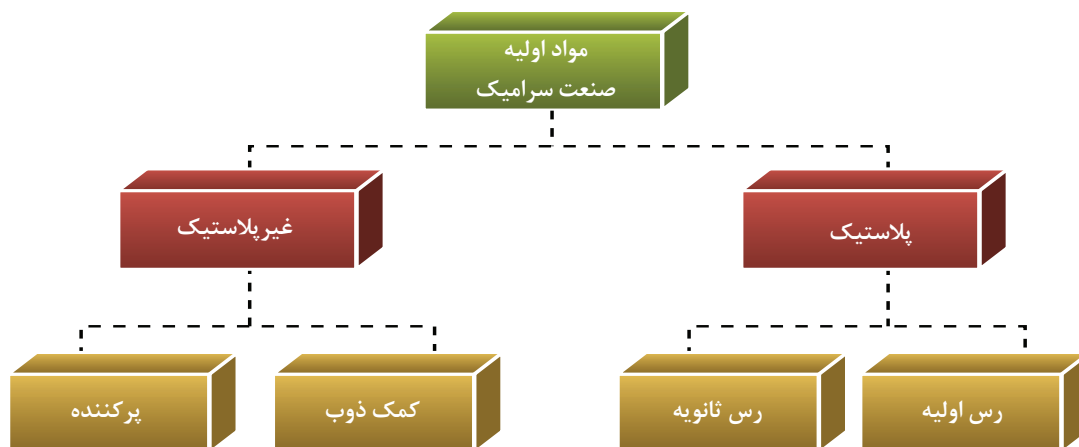 مواد اولیه
صنعت سرامیک
پلاستیک
غیرپلاستیک
رس اولیه
رس ثانویه
کمک ذوب
پرکننده